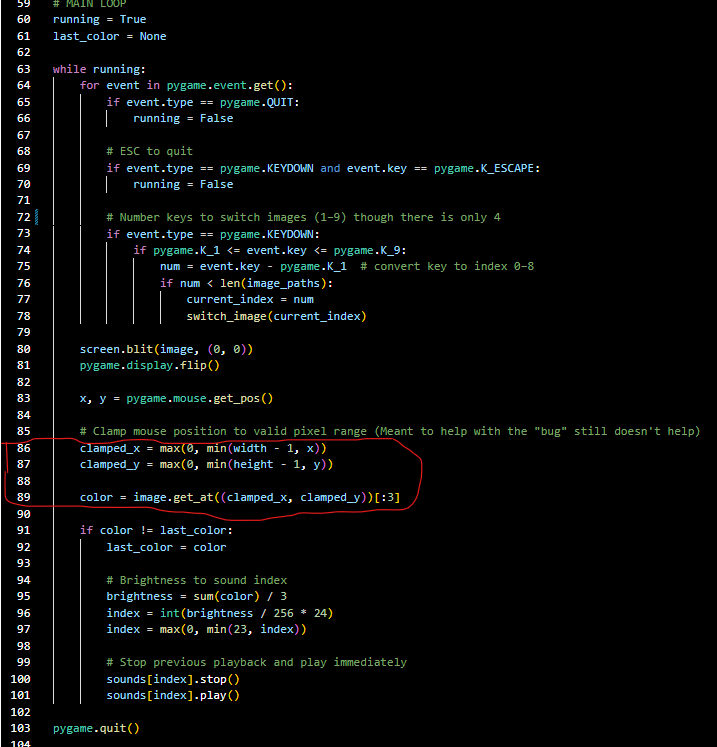 59 # MAIN LOOP
60 running = True
61 last_color = None
62
63 while running:
64 for event in pygame.event.get():
65 if event.type == pygame.QUIT:
66 running = False
67
68 # ESC to quit
69 if event.type == pygame.KEYDOWN and event.key == pygame.K_ESCAPE:
70 running = False
71
72 # Number keys to switch images (1-9) though there is only 4
73 if event.type == pygame.KEYDOWN:
74 if pygame.K_1 <= event.key <= pygame.K_9:
75 num = event.key - pygame.K_1 # convert key to index 0-8
76 if num < len(image_paths):
77 current_index = num
78 switch_image(current_index)
79
80 screen.blit(image, (0, 0))
81 pygame.display.flip()
82
83 x, y = pygame.mouse.get_pos()
84
85 # Clamp mouse position to valid pixel range (Meant to help with the "bug" still doesn't help)
86 clamped_x = max(0, min(width - 1, x))
87 clamped_y = max(0, min(height - 1, y))
88
89 color = image.get_at((clamped_x, clamped_y))[:3]
90
91 if color != last_color:
92 last_color = color
93
94 # Brightness to sound index
95 brightness = sum(color) / 3
96 index = int(brightness / 256 * 24)
97 index = max(0, min(23, index))
98
99 # Stop previous playback and play immediately
100 sounds[index].stop()
101 sounds[index].play()
102
103 pygame.quit()
104